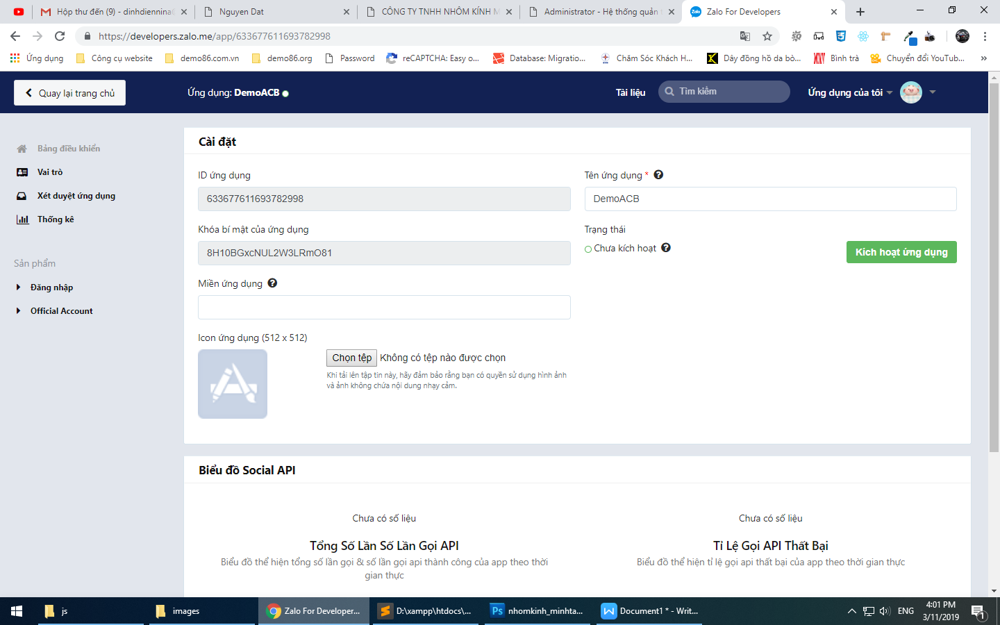 Hộp thư đến (9) - dinhdiennina
Nguyen Dat
CÔNG TY TNHH NHÔM KÍNH M
Administrator - Hệ thống quản
Zalo For Developers
https://developers.zalo.me/app/633677611693782998
Ứng dụng
Công cụ website
demo86.com.vn
demo86.org
Password
reCAPTCHA: Easy o...
Database: Migratio...
Chăm Sóc Khách H...
Dây đồng hồ da bò...
Bình trà
Chuyển đổi YouTub...
»
Quay lại trang chủ
Ứng dụng: DemoACB
Tài liệu
Tìm kiếm
Ứng dụng của tôi
Bảng điều khiển
Vai trò
Xét duyệt ứng dụng
Thống kê
Sản phẩm
Đăng nhập
Official Account
Cài đặt
ID ứng dụng
633677611693782998
Tên ứng dụng *
DemoACB
Khóa bí mật của ứng dụng
8H10BGxcNUL2W3LRmO81
Trạng thái
Chưa kích hoạt
Kích hoạt ứng dụng
Miền ứng dụng
Icon ứng dụng (512 x 512)
Chọn tệp Không có tệp nào được chọn
Khi tải lên tập tin này, hãy đảm bảo rằng bạn có quyền sử dụng hình ảnh
và ảnh không chứa nội dung nhạy cảm.
Biểu đồ Social API
Chưa có số liệu
Tổng Số Lần Số Lần Gọi API
Biểu đồ thể hiện tổng số lần gọi & số lần gọi api thành công của app theo thời
gian thực
Chưa có số liệu
Tỉ Lệ Gọi API Thất Bại
Biểu đồ thể hiện tỉ lệ gọi api thất bại của app theo thời gian thực
js
images
Zalo For Developer...
D:\xampp\htdocs\...
Ps
nhomkinh_minhta...
W
Document1 * - Writ...
ENG
4:01 PM
3/11/2019
1